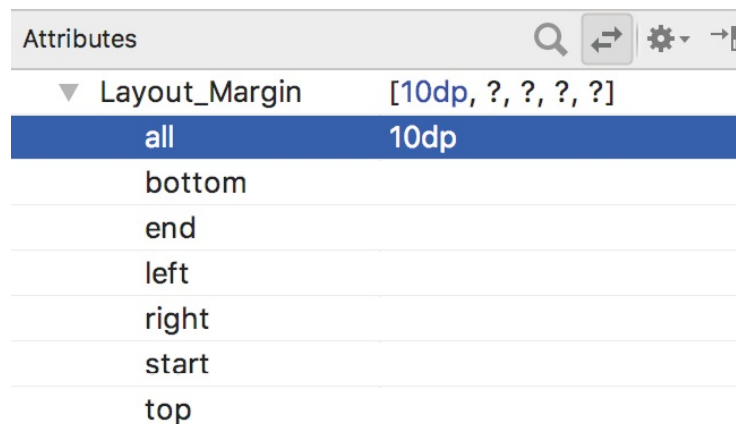 Attributes
Layout_Margin [10dp, ?, ?, ?, ?]
all 10dp
bottom
end
left
right
start
top